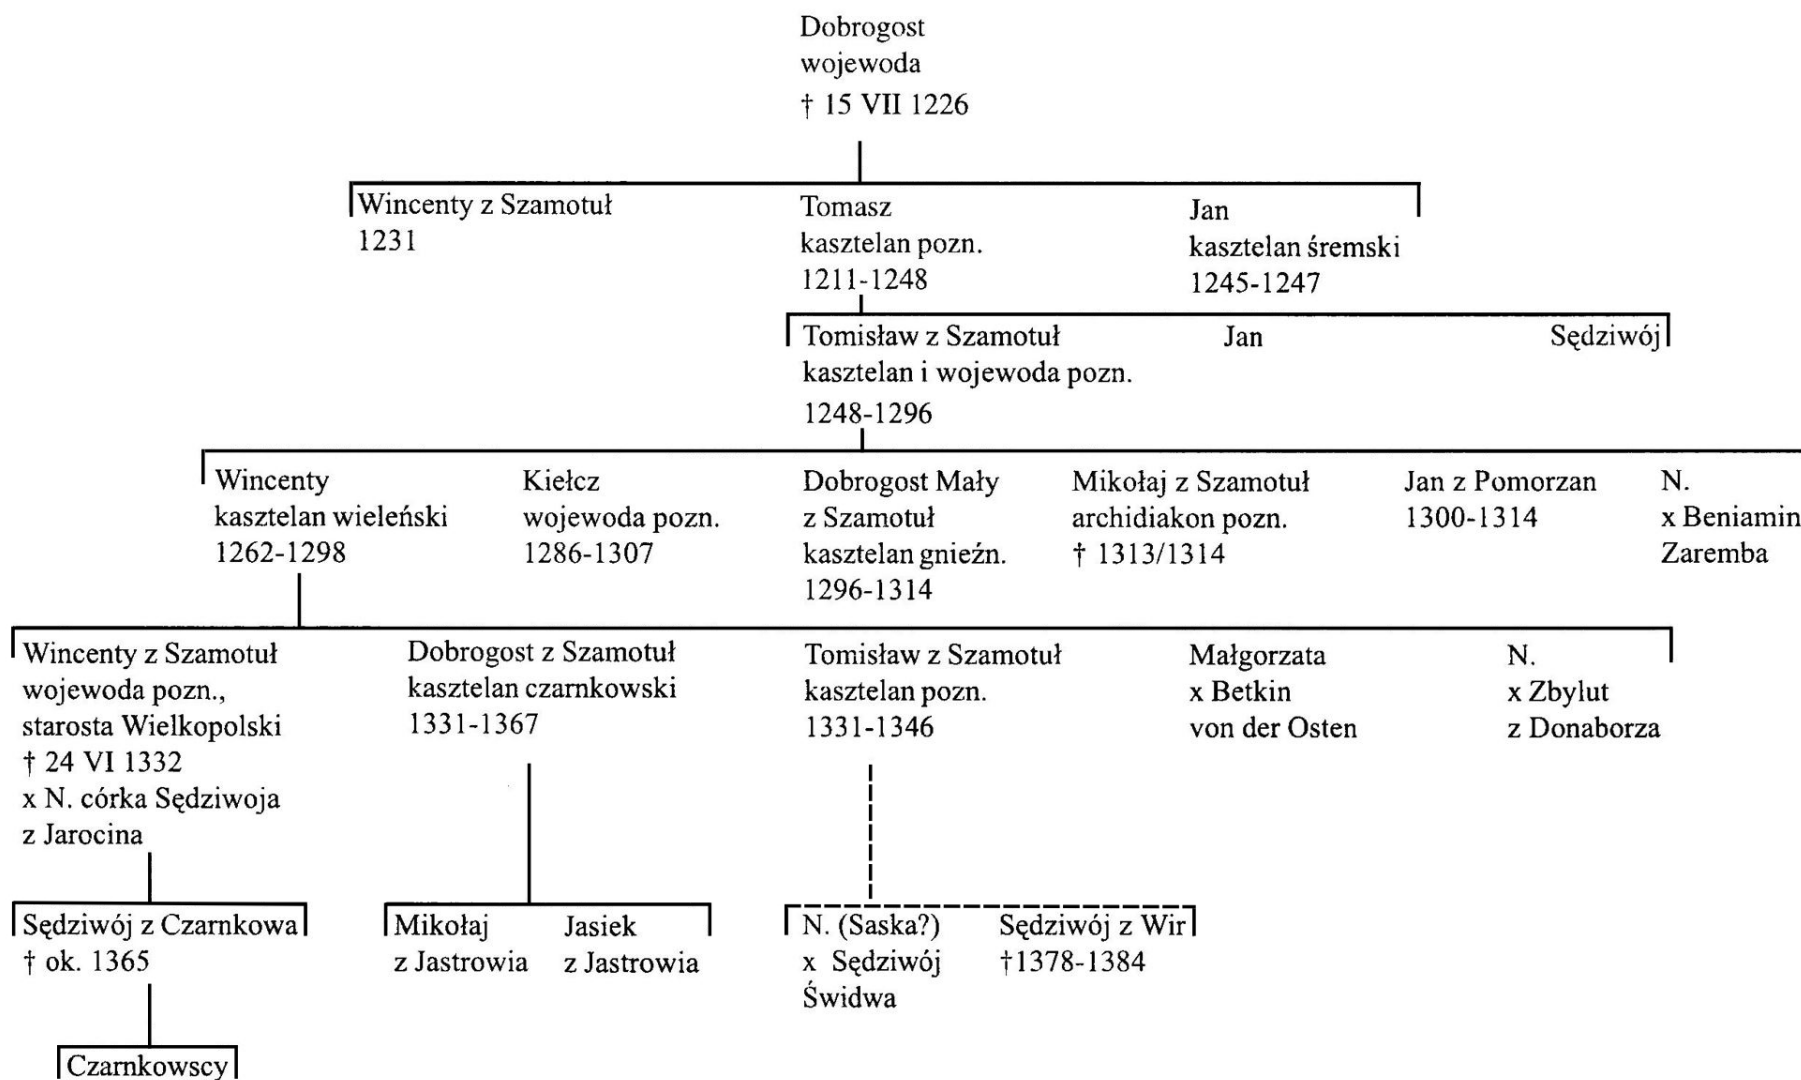 Dobrogost
wojewoda
† 15 VII 1226
Wincenty z Szamotuł
1231
Tomasz
kasztelan pozn.
1211-1248
Jan
kasztelan śremski
1245-1247
Tomisław z Szamotuł
kasztelan i wojewoda pozn.
1248-1296
Jan
Sędziwój
Wincenty
kasztelan wieleński
1262-1298
Kiełcz
wojewoda pozn.
1286-1307
Dobrogost Mały
z Szamotuł
kasztelan gnieźn.
1296-1314
Mikołaj z Szamotuł
archidiakon pozn.
† 1313/1314
Jan z Pomorzan
1300-1314
N.
x Beniamin
Zaremba
Wincenty z Szamotuł
wojewoda pozn.,
starosta Wielkopolski
† 24 VI 1332
x N. córka Sędziwoja
z Jarocina
Dobrogost z Szamotuł
kasztelan czarnkowski
1331-1367
Tomisław z Szamotuł
kasztelan pozn.
1331-1346
Małgorzata
x Betkin
von der Osten
N.
x Zbylut
z Donaborza
Sędziwój z Czarnkowa
† ok. 1365
Mikołaj
z Jastrowia
Jasiek
z Jastrowia
N. (Saska?)
x Sędziwój
Świdwa
Sędziwój z Wir
†1378-1384
Czarnkowscy